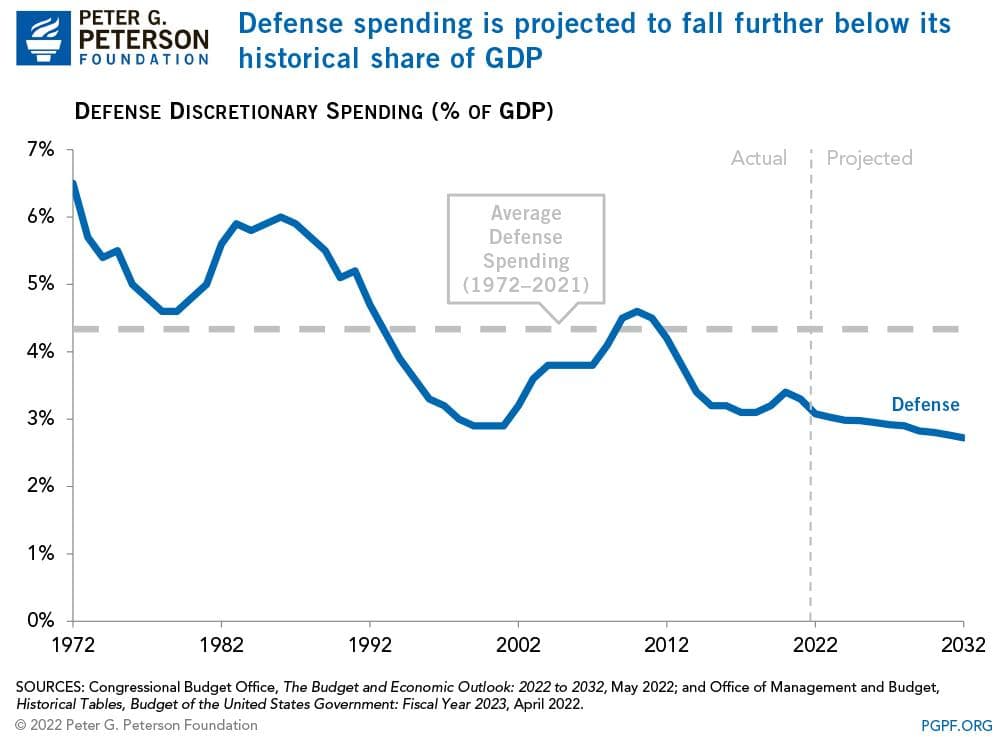 PETER G.
PETERSON
FOUNDATION
Defense spending is projected to fall further below its
historical share of GDP
DEFENSE DISCRETIONARY SPENDING (% OF GDP)
7%
6%
5%
4%
3%
2%
1%
0%
Actual
Projected
Average
Defense
Spending
(1972–2021)
Defense
1972
1982
1992
2002
2012
2022
2032
SOURCES: Congressional Budget Office, The Budget and Economic Outlook: 2022 to 2032, May 2022; and Office of Management and Budget,
Historical Tables, Budget of the United States Government: Fiscal Year 2023, April 2022.
© 2022 Peter G. Peterson Foundation
PGPF.ORG